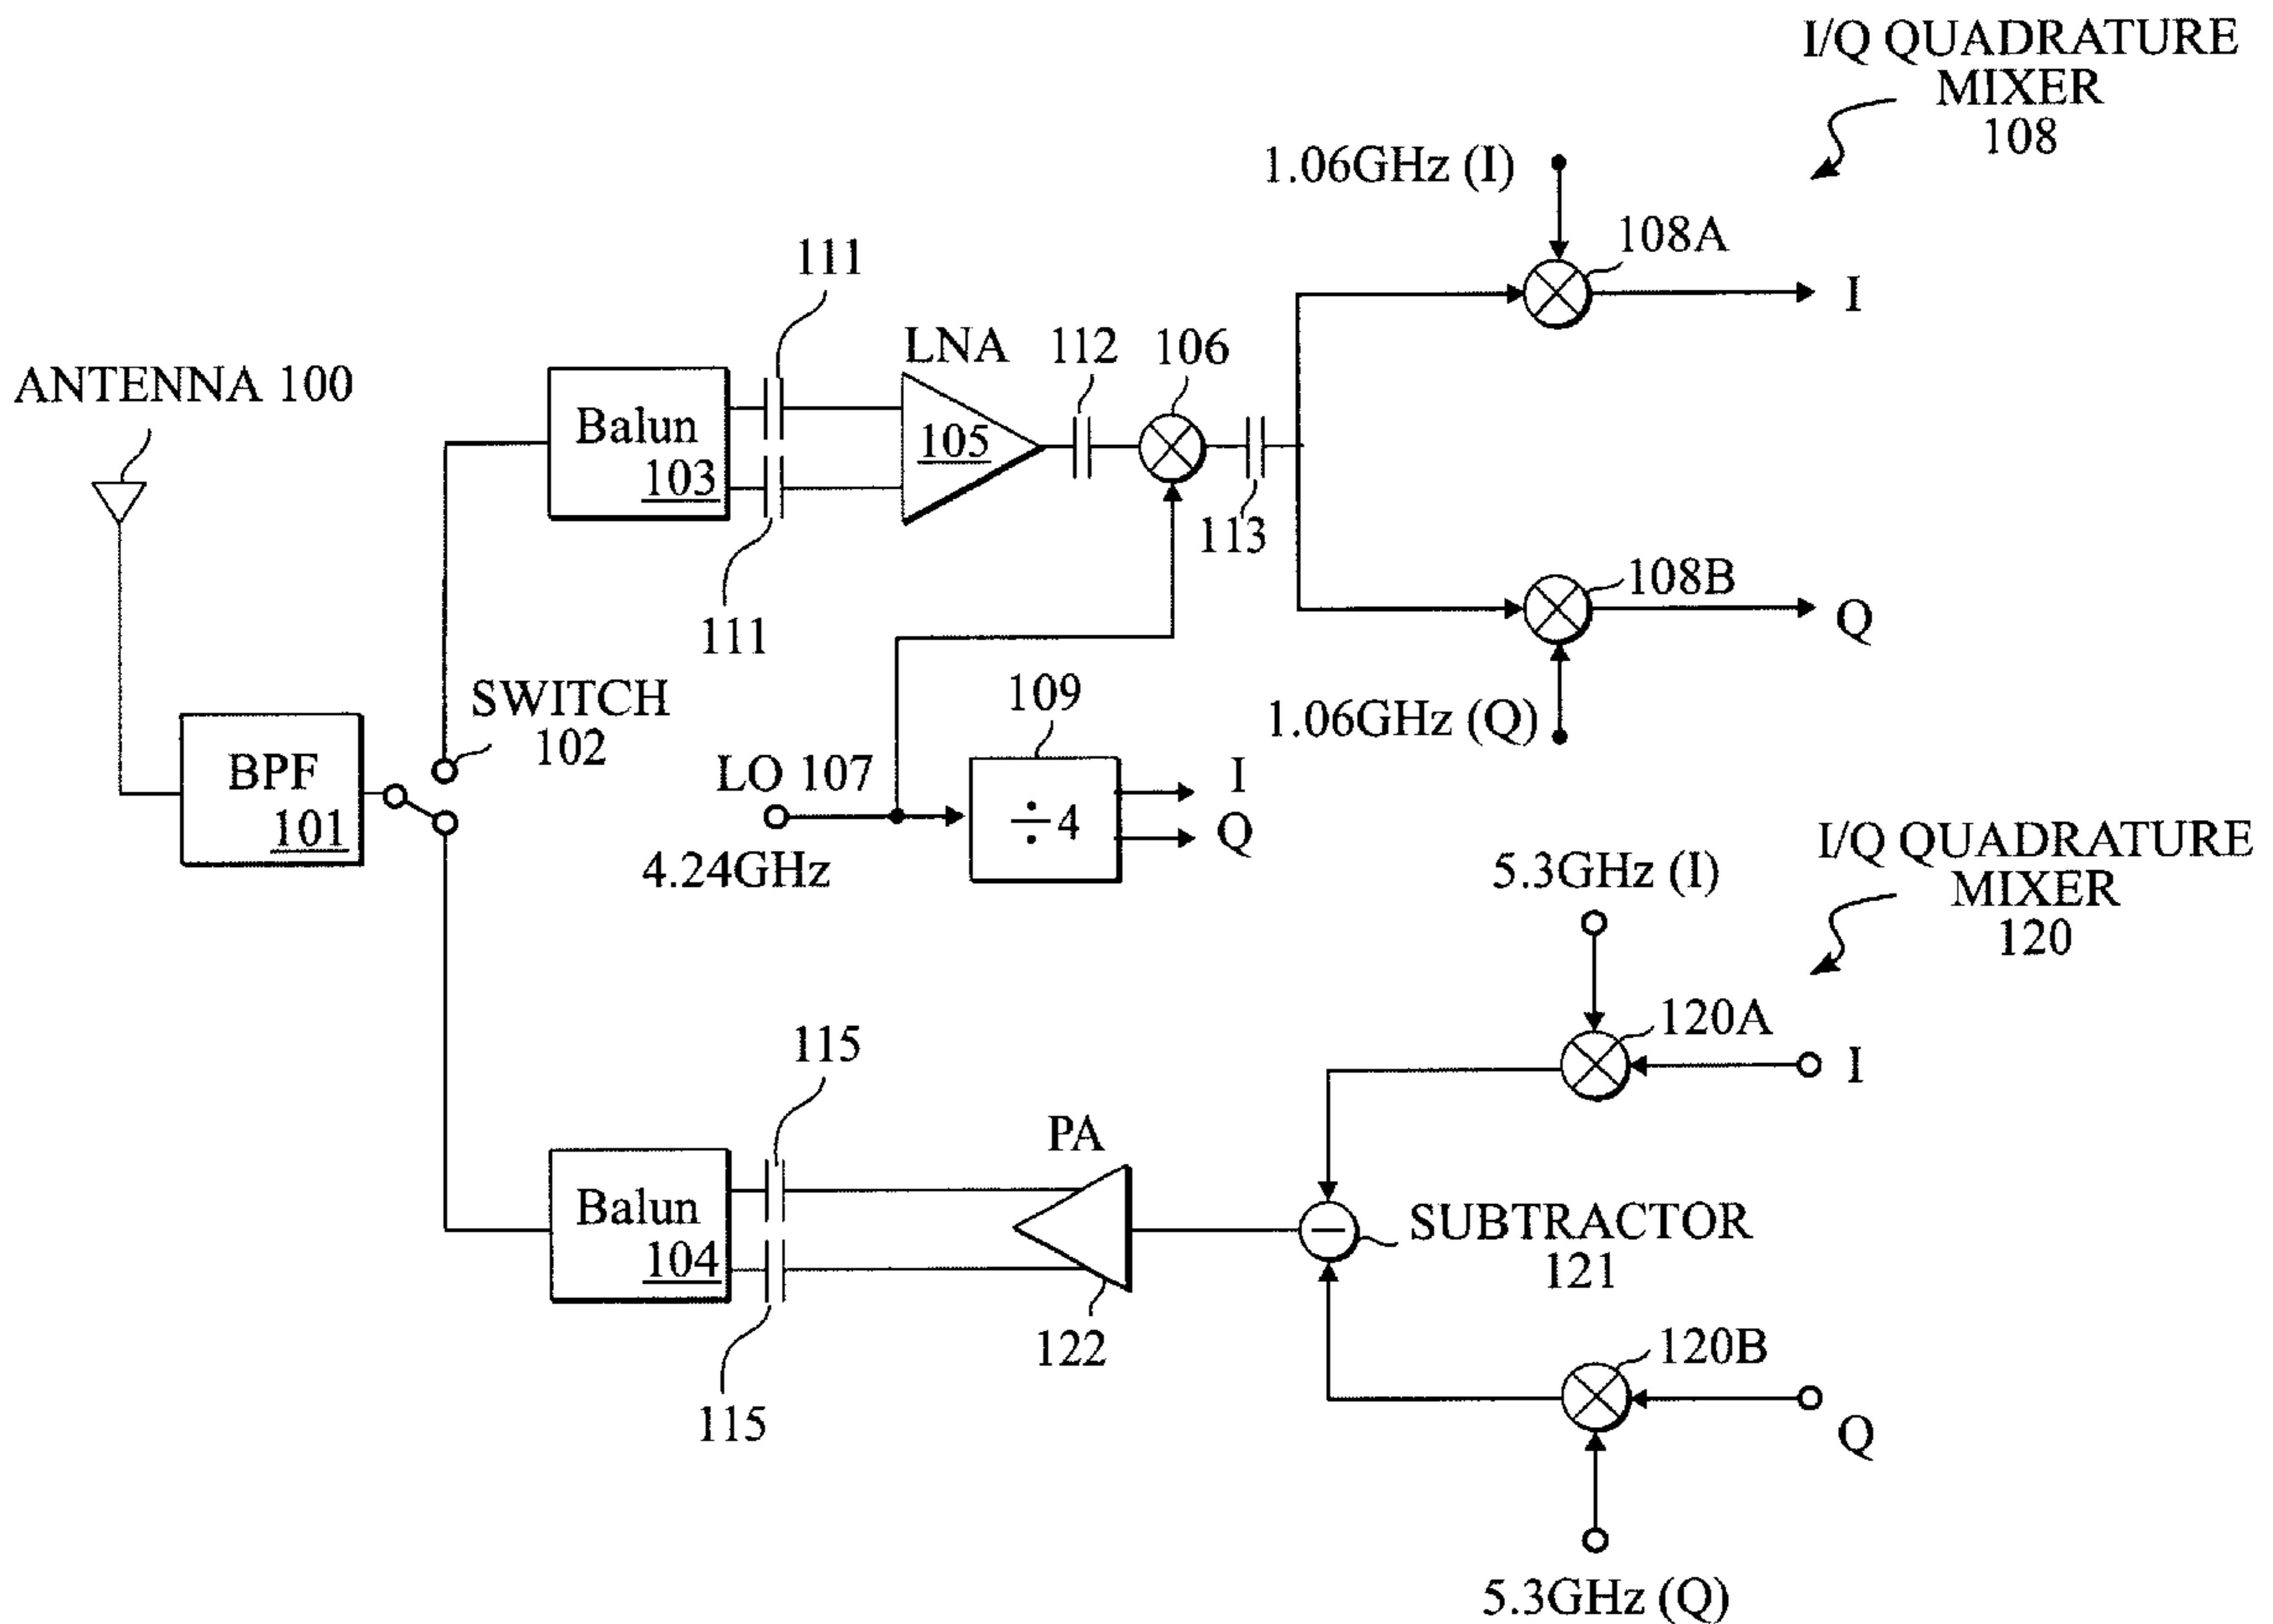 I/Q QUADRATURE
MIXER
108
1.06GHz (I)
108A
I
111
LNA
112
106
ANTENNA 100
Balun
103
105
113
111
108B
Q
1.06GHz (Q)
SWITCH
102
109
BPF
101
LO 107
4.24GHz
÷4
I
Q
I/Q QUADRATURE
MIXER
120
5.3GHz (I)
120A
I
115
PA
Balun
104
SUBTRACTOR
121
122
115
120B
Q
5.3GHz (Q)